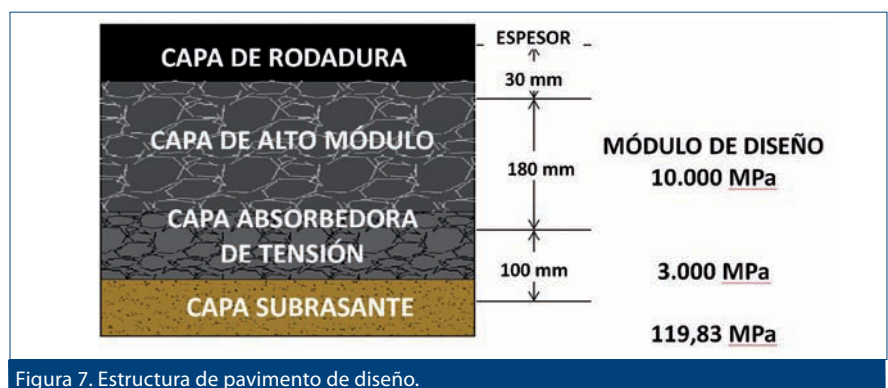 CAPA DE RODADURA
ESPESOR
30 mm
CAPA DE ALTO MÓDULO
180 mm
MÓDULO DE DISEÑO
10.000 MPa
CAPA ABSORBEDORA
DE TENSIÓN
100 mm
3.000 MPa
CAPA SUBRASANTE
119,83 MPa
Figura 7. Estructura de pavimento de diseño.